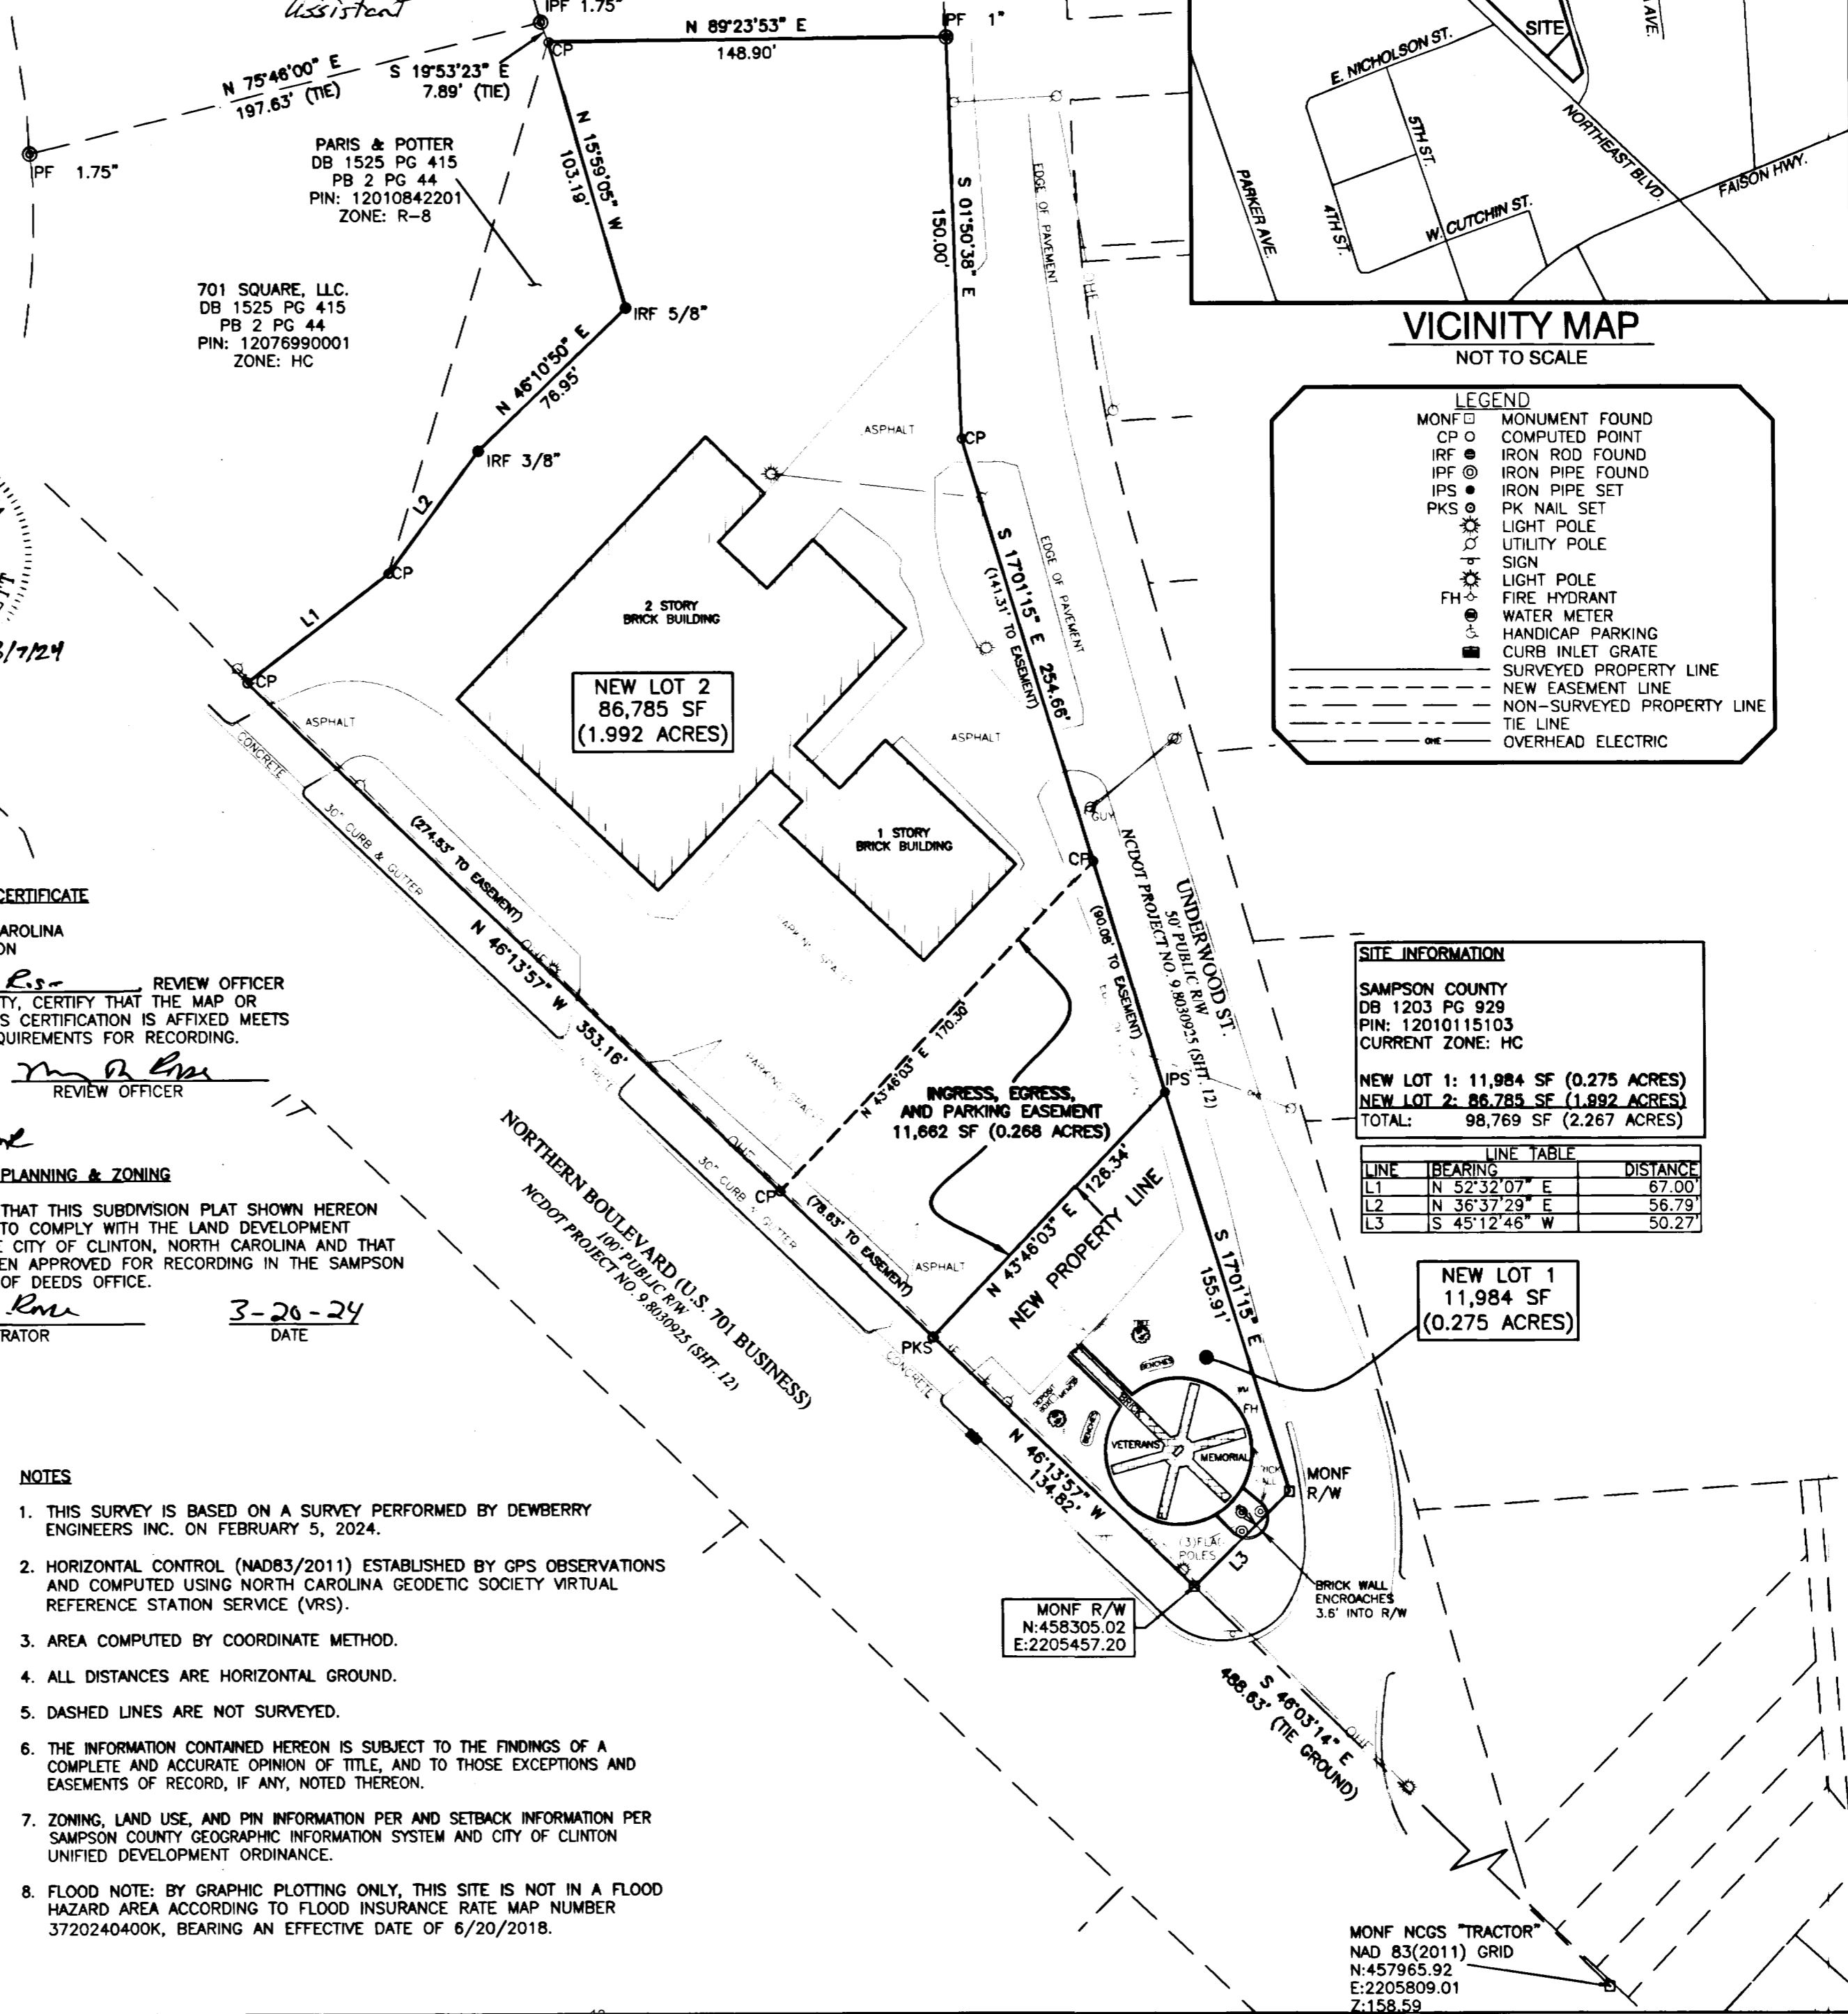 Assistant
IPF 1.75"
N 89°23'53" E
148.90'
IPF 1"
CP
N 75°46'00" E
197.63' (TIE)
S 19°53'23" E
7.89' (TIE)
PF 1.75"
PARIS & POTTER
DB 1525 PG 415
PB 2 PG 44
PIN: 12010842201
ZONE: R-8
N 15°59'05" W
103.19'
701 SQUARE, LLC.
DB 1525 PG 415
PB 2 PG 44
PIN: 12076990001
ZONE: HC
IRF 5/8"
N 46°10'50" E
76.95'
IRF 3/8"
L2
CP
L1
CP
S 01°50'38" E
150.00'
EDGE OF PAVEMENT
OHE
ASPHALT
CP
S 17°01'15" E 254.66'
(141.31' TO EASEMENT)
EDGE OF PAVEMENT
SITE
AVE.
E. NICHOLSON ST.
5TH ST.
4TH ST.
W. CUTCHIN ST.
PARKER AVE.
NORTHEAST BLVD.
FAISON HWY.
VICINITY MAP
NOT TO SCALE
LEGEND
MONF MONUMENT FOUND
CP COMPUTED POINT
IRF IRON ROD FOUND
IPF IRON PIPE FOUND
IPS IRON PIPE SET
PKS PK NAIL SET
LIGHT POLE
UTILITY POLE
SIGN
LIGHT POLE
FH FIRE HYDRANT
WATER METER
HANDICAP PARKING
CURB INLET GRATE
SURVEYED PROPERTY LINE
NEW EASEMENT LINE
NON-SURVEYED PROPERTY LINE
TIE LINE
OHE OVERHEAD ELECTRIC
2 STORY
BRICK BUILDING
NEW LOT 2
86,785 SF
(1.992 ACRES)
ASPHALT
ASPHALT
1 STORY
BRICK BUILDING
GUY
CP
CONCRETE
30" CURB & GUTTER
(274.53' TO EASEMENT)
N 46°13'57" W 353.16'
OHE
PARKING SPACES
NCDOT PROJECT NO. 9.8030925 (SHT. 12)
50' PUBLIC R/W
UNDERWOOD ST.
(90.08' TO EASEMENT)
N 43°46'03" E 170.30'
INGRESS, EGRESS,
AND PARKING EASEMENT
11,662 SF (0.268 ACRES)
IPS
CERTIFICATE
AROLINA
ON
REVIEW OFFICER
TY, CERTIFY THAT THE MAP OR
S CERTIFICATION IS AFFIXED MEETS
QUIREMENTS FOR RECORDING.
REVIEW OFFICER
PLANNING & ZONING
THAT THIS SUBDIVISION PLAT SHOWN HEREON
TO COMPLY WITH THE LAND DEVELOPMENT
E CITY OF CLINTON, NORTH CAROLINA AND THAT
EN APPROVED FOR RECORDING IN THE SAMPSON
OF DEEDS OFFICE.
3-20-24
TRATOR
DATE
SITE INFORMATION
SAMPSON COUNTY
DB 1203 PG 929
PIN: 12010115103
CURRENT ZONE: HC
NEW LOT 1: 11,984 SF (0.275 ACRES)
NEW LOT 2: 86,785 SF (1.992 ACRES)
TOTAL: 98,769 SF (2.267 ACRES)
LINE TABLE
LINE BEARING DISTANCE
L1 N 52°32'07" E 67.00'
L2 N 36°37'29" E 56.79'
L3 S 45°12'46" W 50.27'
NEW LOT 1
11,984 SF
(0.275 ACRES)
CP
30" CURB & GUTTER
(78.63' TO EASEMENT)
ASPHALT
N 43°46'03" E 126.34'
NEW PROPERTY LINE
S 17°01'15" E
155.91'
NORTHERN BOULEVARD (U.S. 701 BUSINESS)
100' PUBLIC R/W
NCDOT PROJECT NO. 9.8030925 (SHT. 12)
PKS
CONCRETE
N 46°13'57" W
134.82'
BENCHES
BENCHES
BRICK
VETERANS
MEMORIAL
FH
MONF
R/W
(3)FLAG
POLES
L3
BRICK WALL
ENCROACHES
3.6' INTO R/W
MONF R/W
N:458305.02
E:2205457.20
S 46°03'14" E
488.63' (TIE GROUND)
OHE
MONF NCGS "TRACTOR"
NAD 83(2011) GRID
N:457965.92
E:2205809.01
Z:158.59
NOTES
1. THIS SURVEY IS BASED ON A SURVEY PERFORMED BY DEWBERRY
ENGINEERS INC. ON FEBRUARY 5, 2024.
2. HORIZONTAL CONTROL (NAD83/2011) ESTABLISHED BY GPS OBSERVATIONS
AND COMPUTED USING NORTH CAROLINA GEODETIC SOCIETY VIRTUAL
REFERENCE STATION SERVICE (VRS).
3. AREA COMPUTED BY COORDINATE METHOD.
4. ALL DISTANCES ARE HORIZONTAL GROUND.
5. DASHED LINES ARE NOT SURVEYED.
6. THE INFORMATION CONTAINED HEREON IS SUBJECT TO THE FINDINGS OF A
COMPLETE AND ACCURATE OPINION OF TITLE, AND TO THOSE EXCEPTIONS AND
EASEMENTS OF RECORD, IF ANY, NOTED THEREON.
7. ZONING, LAND USE, AND PIN INFORMATION PER AND SETBACK INFORMATION PER
SAMPSON COUNTY GEOGRAPHIC INFORMATION SYSTEM AND CITY OF CLINTON
UNIFIED DEVELOPMENT ORDINANCE.
8. FLOOD NOTE: BY GRAPHIC PLOTTING ONLY, THIS SITE IS NOT IN A FLOOD
HAZARD AREA ACCORDING TO FLOOD INSURANCE RATE MAP NUMBER
3720240400K, BEARING AN EFFECTIVE DATE OF 6/20/2018.